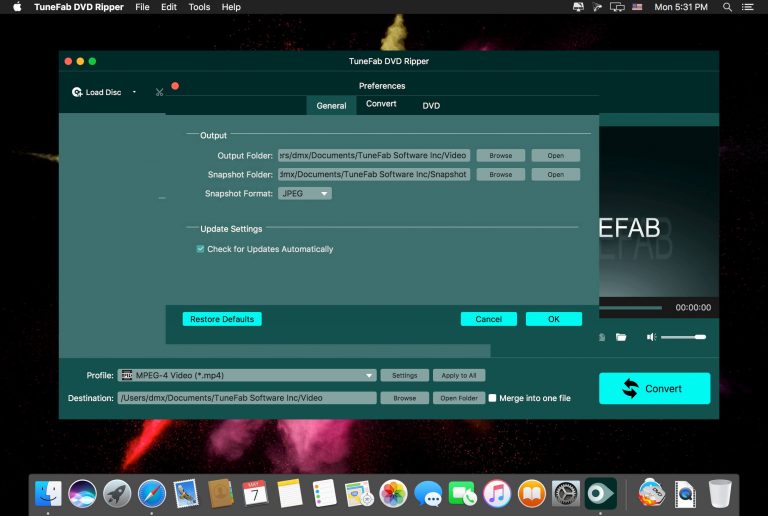 TuneFab DVD Ripper File Edit Tools Help Mon 5:31 PM
TuneFab DVD Ripper
Load Disc
Preferences
General Convert DVD
Output
Output Folder: ers/dmx/Documents/TuneFab Software Inc/Video Browse Open
Snapshot Folder: dmx/Documents/TuneFab Software Inc/Snapshot Browse Open
Snapshot Format: JPEG
EFAB
Update Settings
Check for Updates Automatically
00:00:00
Restore Defaults Cancel OK
Profile: MPEG-4 Video (*.mp4) Settings Apply to All
Convert
Destination: /Users/dmx/Documents/TuneFab Software Inc/Video Browse Open Folder Merge into one file
MAY
7